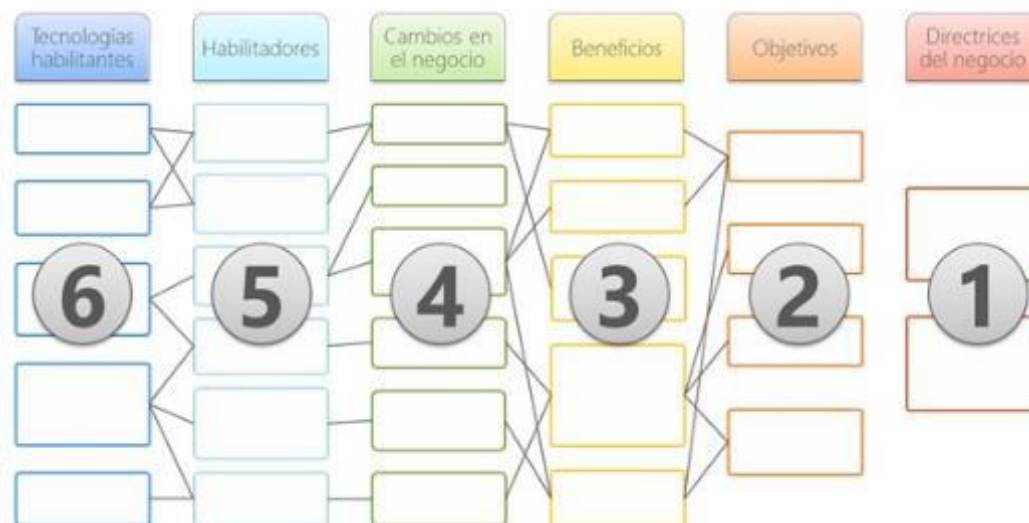 Tecnologías
habilitantes
Habilitadores
Cambios en
el negocio
Beneficios
Objetivos
Directrices
del negocio
6
5
4
3
2
1